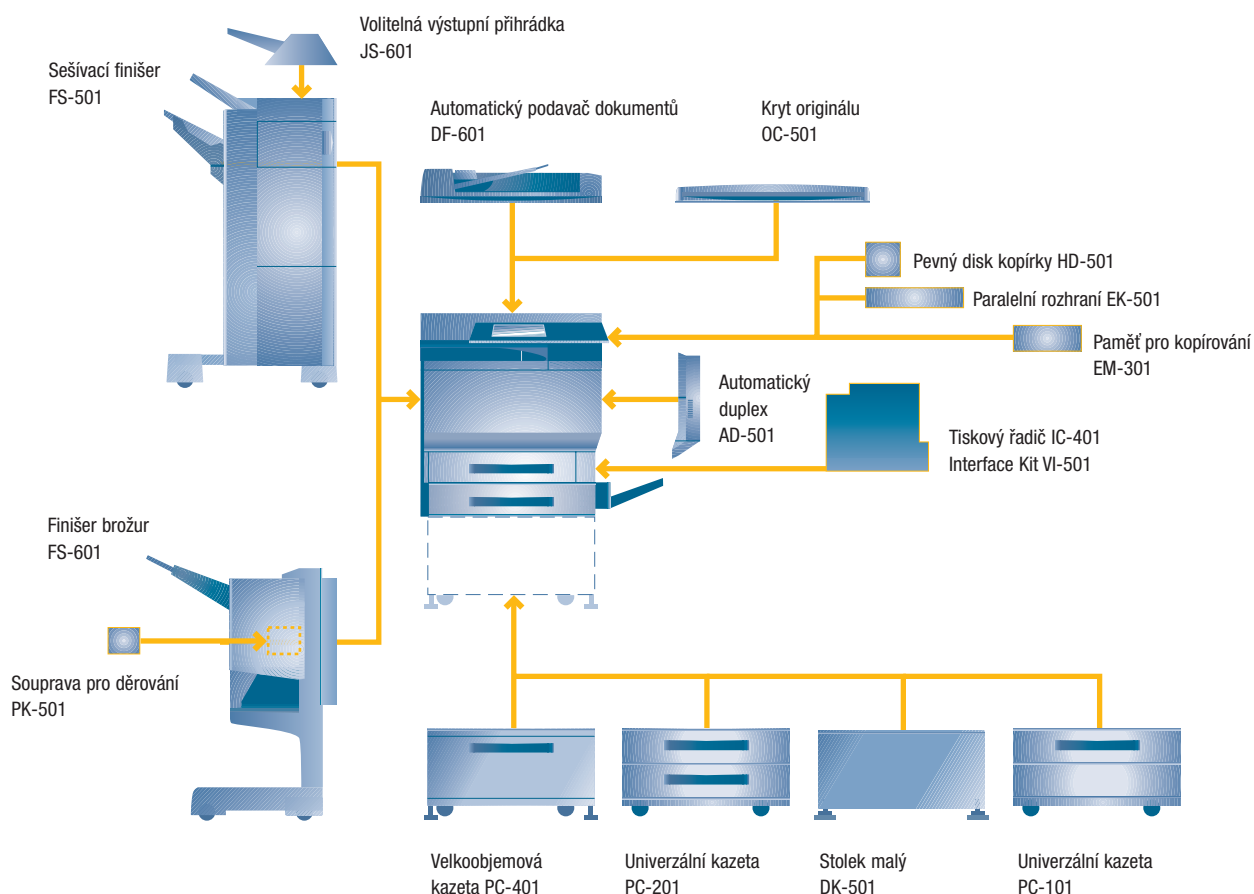 Volitelná výstupní přihrádka
JS-601
Sešívací finišer
FS-501
Automatický podavač dokumentů
DF-601
Kryt originálu
OC-501
Pevný disk kopírky HD-501
Paralelní rozhraní EK-501
Paměť pro kopírování
EM-301
Automatický
duplex
AD-501
Tiskový řadič IC-401
Interface Kit VI-501
Finišer brožur
FS-601
Souprava pro děrování
PK-501
Velkoobjemová
kazeta PC-401
Univerzální kazeta
PC-201
Stolek malý
DK-501
Univerzální kazeta
PC-101